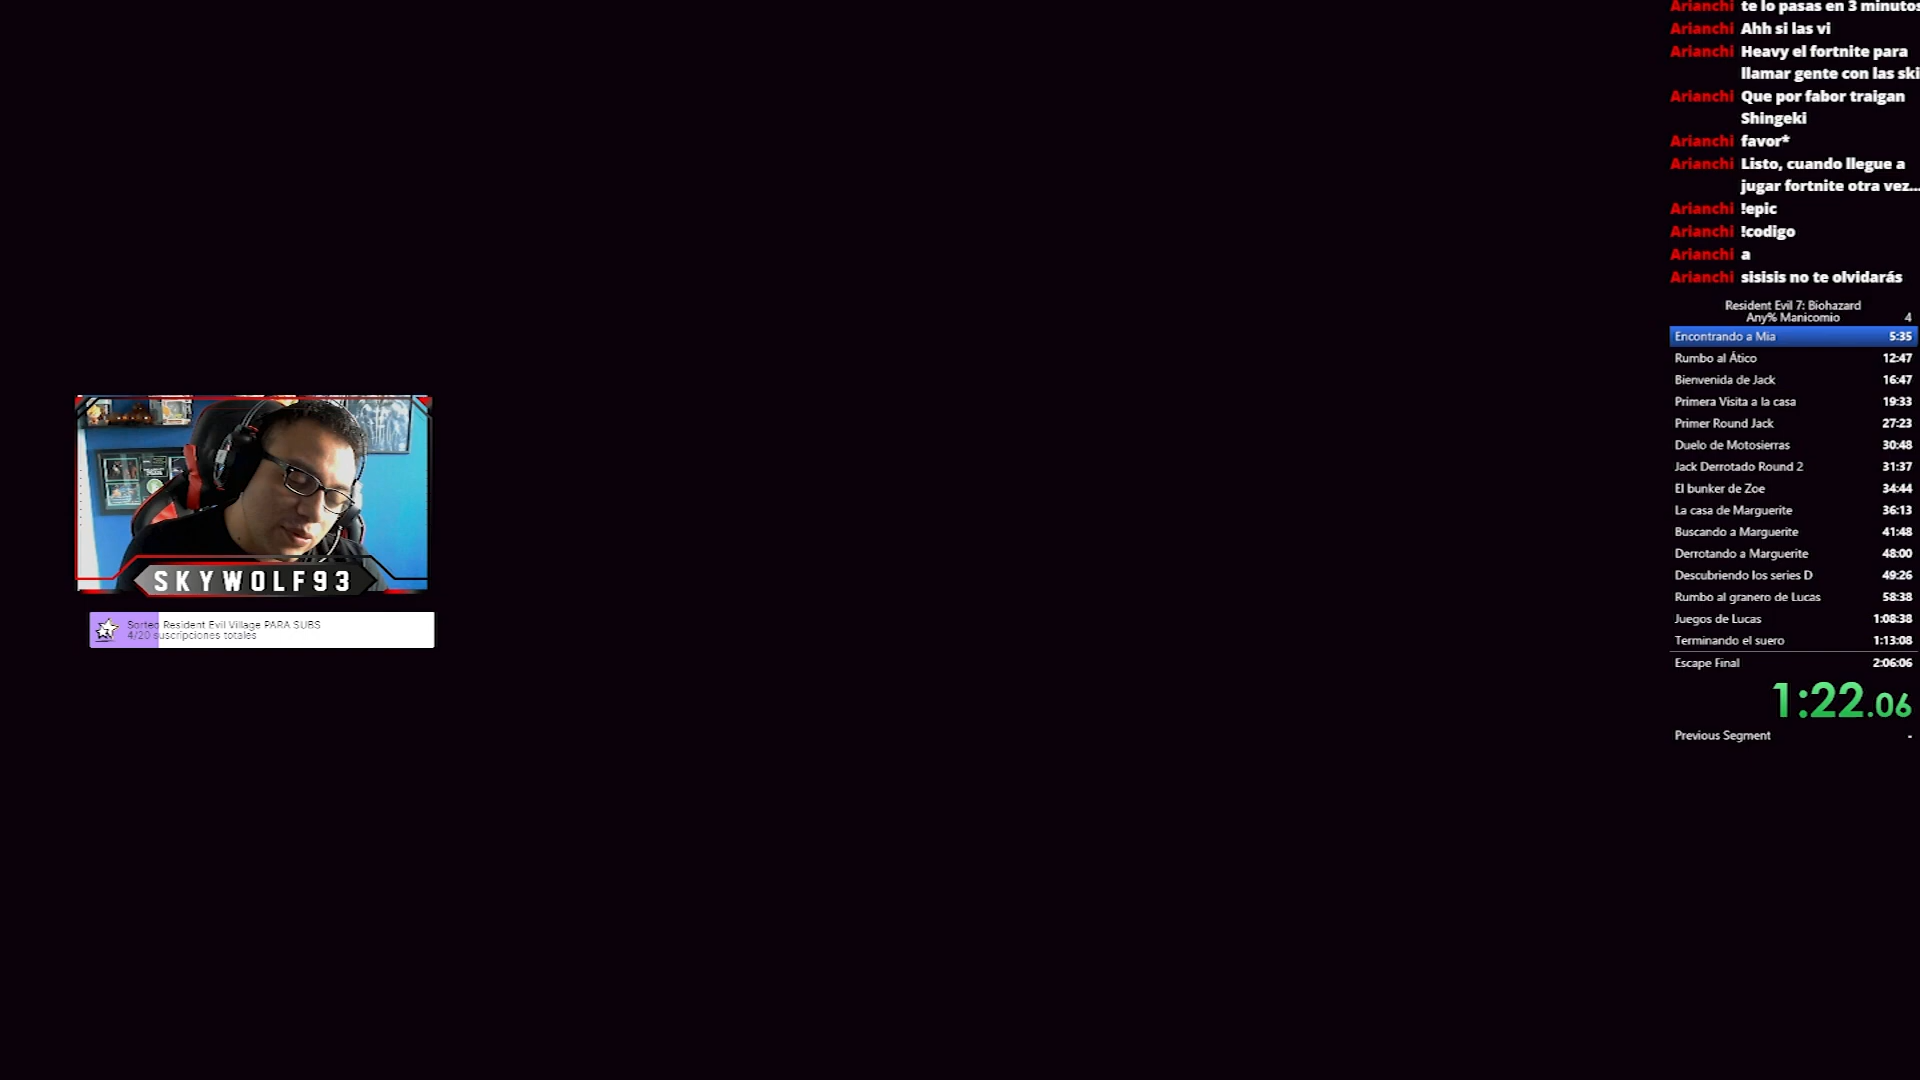 Arianchi te lo pasas en 3 minutos
Arianchi Ahh si las vi
Arianchi Heavy el fortnite para
llamar gente con las ski
Arianchi Que por fabor traigan
Shingeki
Arianchi favor*
Arianchi Listo, cuando llegue a
jugar fortnite otra vez...
Arianchi !epic
Arianchi !codigo
Arianchi a
Arianchi sisisis no te olvidarás
Resident Evil 7: Biohazard
Any% Manicomio 4
Encontrando a Mia 5:35
Rumbo al Ático 12:47
Bienvenida de Jack 16:47
Primera Visita a la casa 19:33
Primer Round Jack 27:23
Duelo de Motosierras 30:48
Jack Derrotado Round 2 31:37
El bunker de Zoe 34:44
La casa de Marguerite 36:13
Buscando a Marguerite 41:48
Derrotando a Marguerite 48:00
Descubriendo los series D 49:26
Rumbo al granero de Lucas 58:38
Juegos de Lucas 1:08:38
Terminando el suero 1:13:08
Escape Final 2:06:06
1:22.06
Previous Segment -
SKYWOLF93
Sorteo Resident Evil Village PARA SUBS
4/20 suscripciones totales